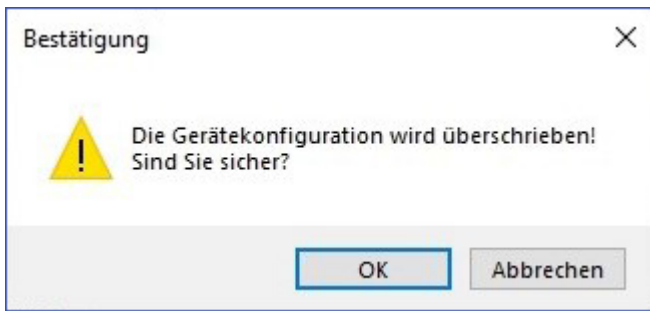 Bestätigung
Die Gerätekonfiguration wird überschrieben!
Sind Sie sicher?
OK Abbrechen